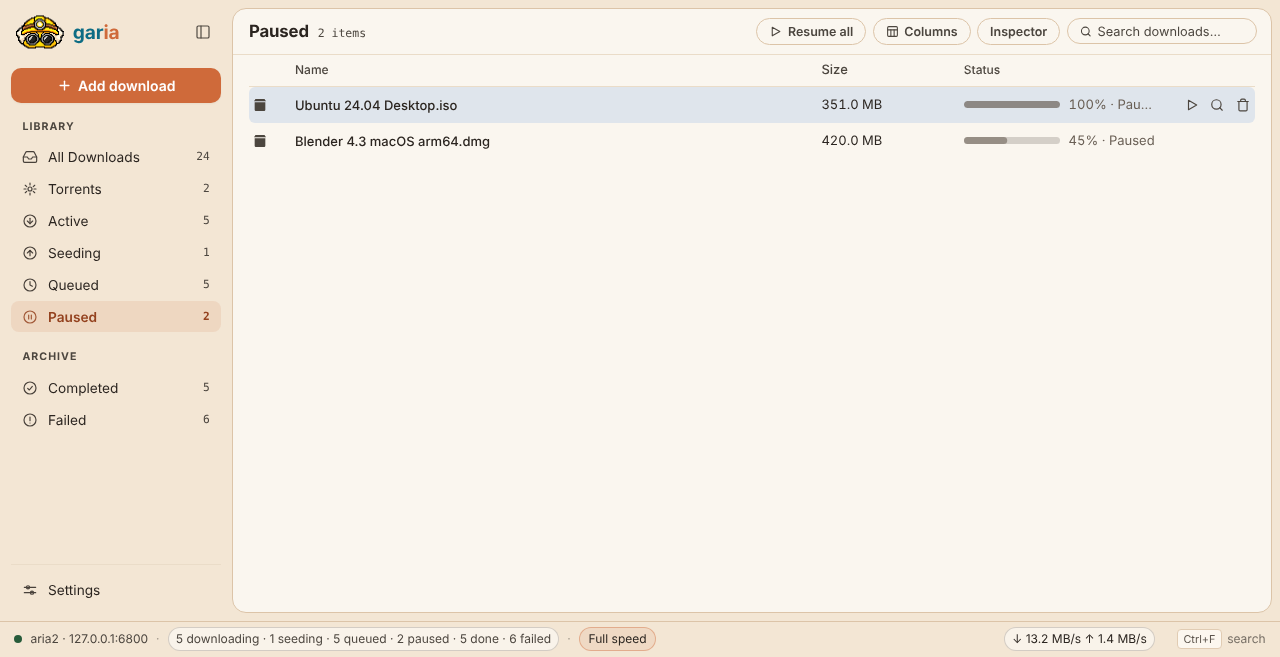 garia
Add download
LIBRARY
All Downloads 24
Torrents 2
Active 5
Seeding 1
Queued 5
Paused 2
ARCHIVE
Completed 5
Failed 6
Settings
Paused 2 items
Resume all
Columns
Inspector
Search downloads...
Name Size Status
Ubuntu 24.04 Desktop.iso 351.0 MB 100% · Pau...
Blender 4.3 macOS arm64.dmg 420.0 MB 45% · Paused
aria2 · 127.0.0.1:6800 · 5 downloading · 1 seeding · 5 queued · 2 paused · 5 done · 6 failed · Full speed ↓ 13.2 MB/s ↑ 1.4 MB/s Ctrl+F search